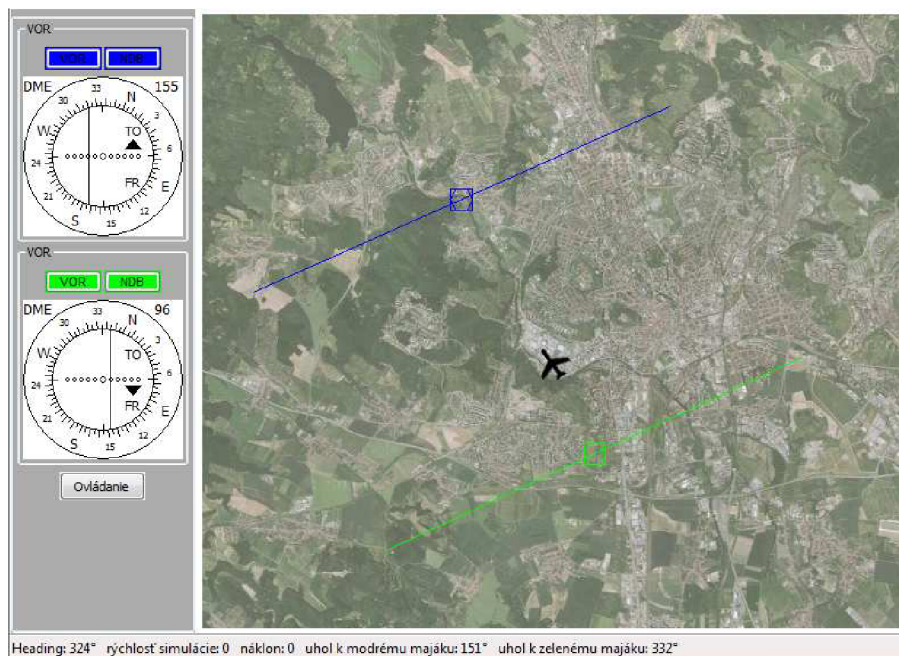 VOR
VOR NDB
DME 155
33 N 3 6 E 12 15 S 21 24 W 30
TO
FR
VOR
VOR NDB
DME 96
33 N 3 6 E 12 15 S 21 24 W 30
TO
FR
Ovládanie
Heading: 324° rýchlosť simulácie: 0 náklon: 0 uhol k modrému majáku: 151° uhol k zelenému majáku: 332°